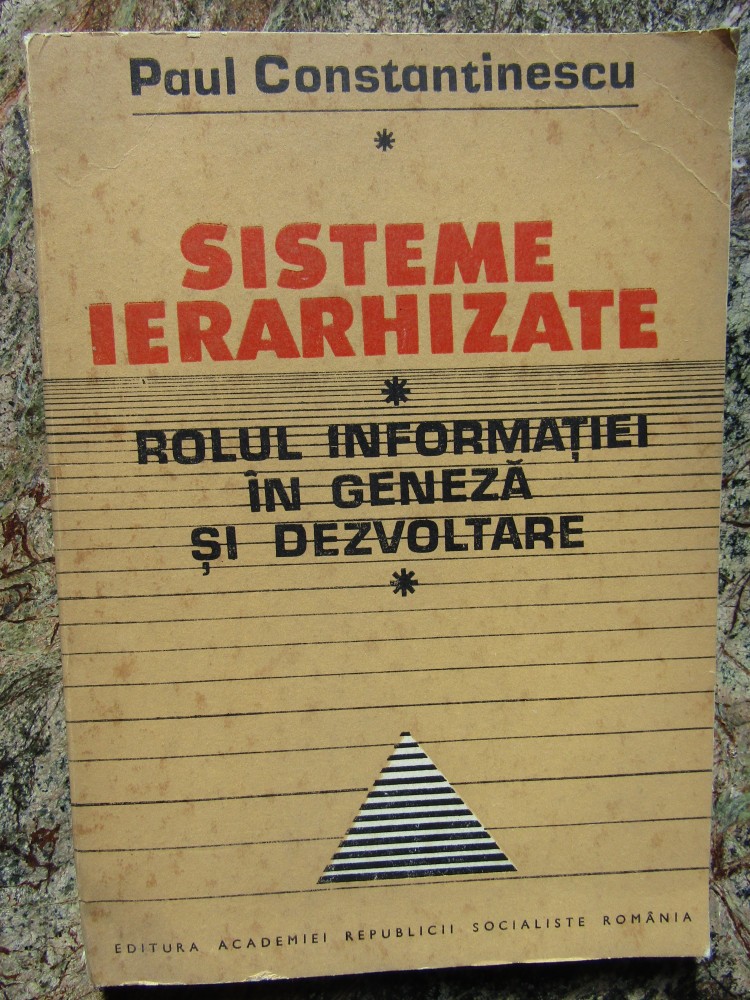 Paul Constantinescu
*
SISTEME
IERARHIZATE
*
ROLUL INFORMAȚIEI
ÎN GENEZĂ
ȘI DEZVOLTARE
*
EDITURA ACADEMIEI REPUBLICII SOCIALISTE ROMÂNIA